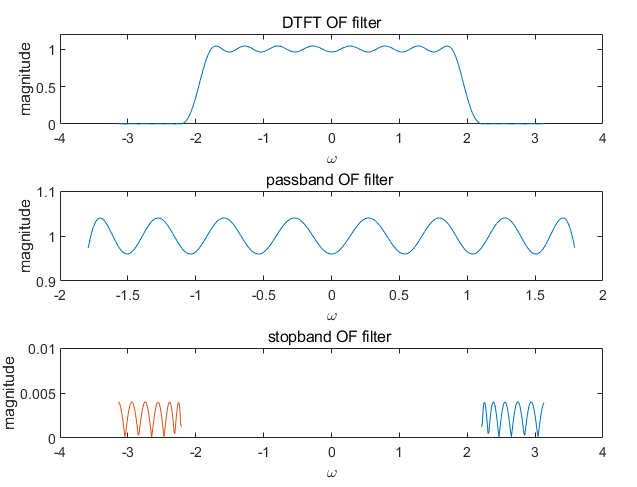 DTFT OF filter
1
0.5
0
magnitude
-4 -3 -2 -1 0 1 2 3 4
ω
passband OF filter
1.1
1
0.9
magnitude
-2 -1.5 -1 -0.5 0 0.5 1 1.5 2
ω
stopband OF filter
0.01
0.005
0
magnitude
-4 -3 -2 -1 0 1 2 3 4
ω